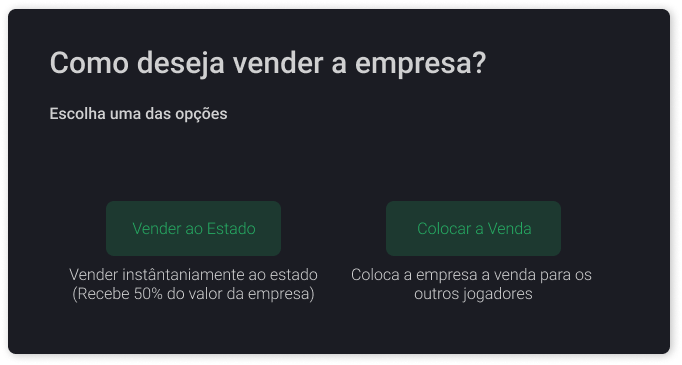 Como deseja vender a empresa?
Escolha uma das opções
Vender ao Estado
Colocar a Venda
Vender instântaniamente ao estado
(Recebe 50% do valor da empresa)
Coloca a empresa a venda para os
outros jogadores